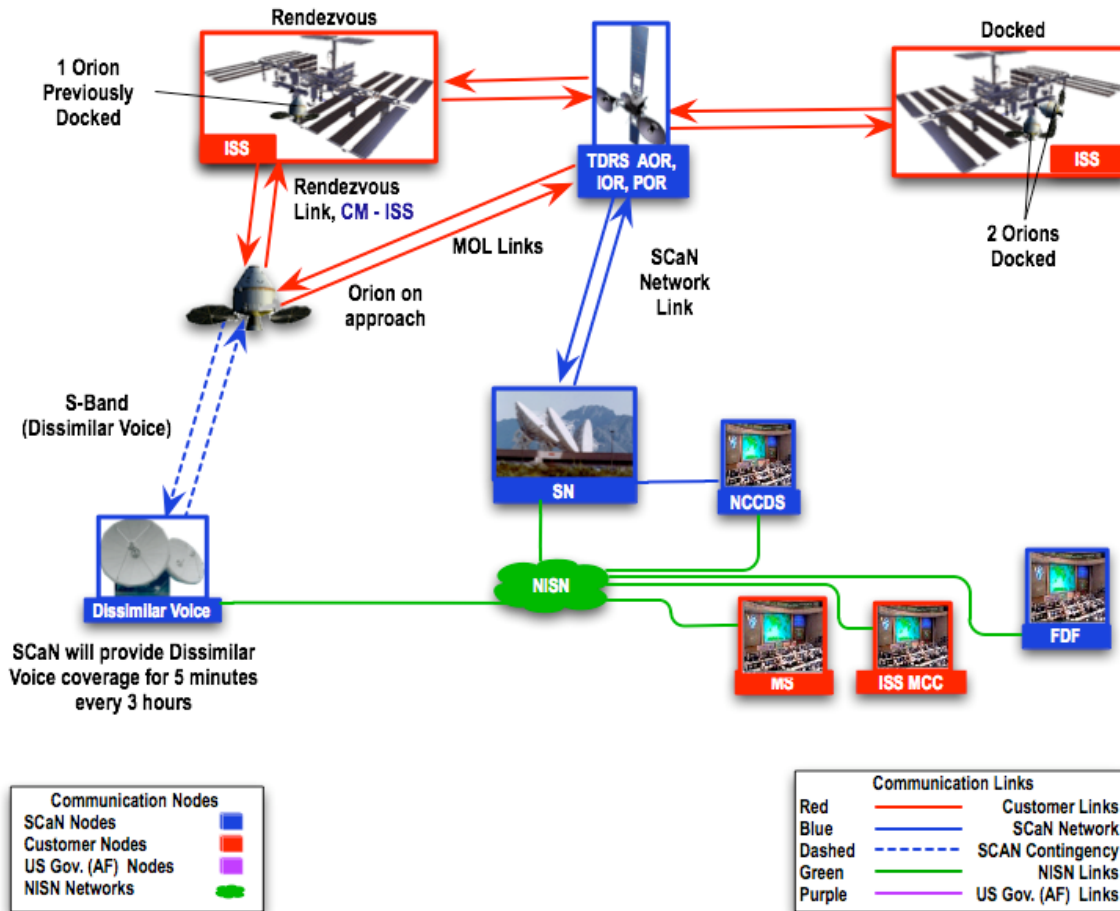 Rendezvous
Docked
1 Orion
Previously
Docked
ISS
TDRS AOR,
IOR, POR
ISS
Rendezvous
Link, CM - ISS
MOL Links
2 Orions
Docked
SCaN
Network
Link
Orion on
approach
S-Band
(Dissimilar Voice)
SN
NCCDS
NISN
Dissimilar Voice
FDF
MS
ISS MCC
SCaN will provide Dissimilar
Voice coverage for 5 minutes
every 3 hours
Communication Nodes
SCaN Nodes
Customer Nodes
US Gov. (AF) Nodes
NISN Networks
Communication Links
Red Customer Links
Blue SCaN Network
Dashed SCAN Contingency
Green NISN Links
Purple US Gov. (AF) Links